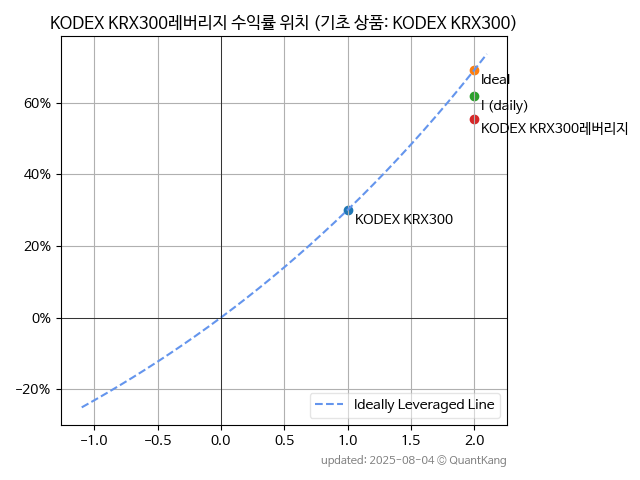 KODEX KRX300레버리지 수익률 위치 (기초 상품: KODEX KRX300)
Ideal
I (daily)
KODEX KRX300레버리지
KODEX KRX300
60%
40%
20%
0%
−20%
Ideally Leveraged Line
−1.0 −0.5 0.0 0.5 1.0 1.5 2.0
updated: 2025-08-04 © QuantKang